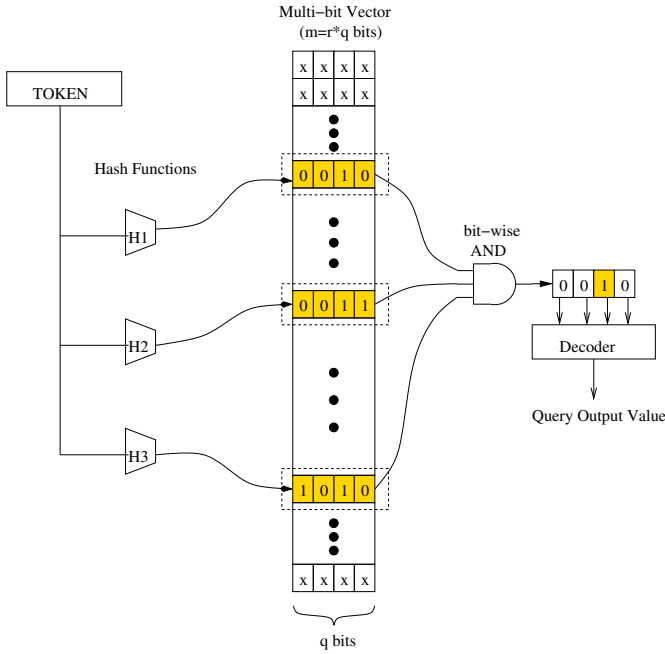 Multi-bit Vector
(m=r*q bits)
x x x x
x x x x
TOKEN
Hash Functions
0 0 1 0
H1
bit-wise
AND
0 0 1 0
0 0 1 1
H2
Decoder
Query Output Value
H3
1 0 1 0
x x x x
q bits